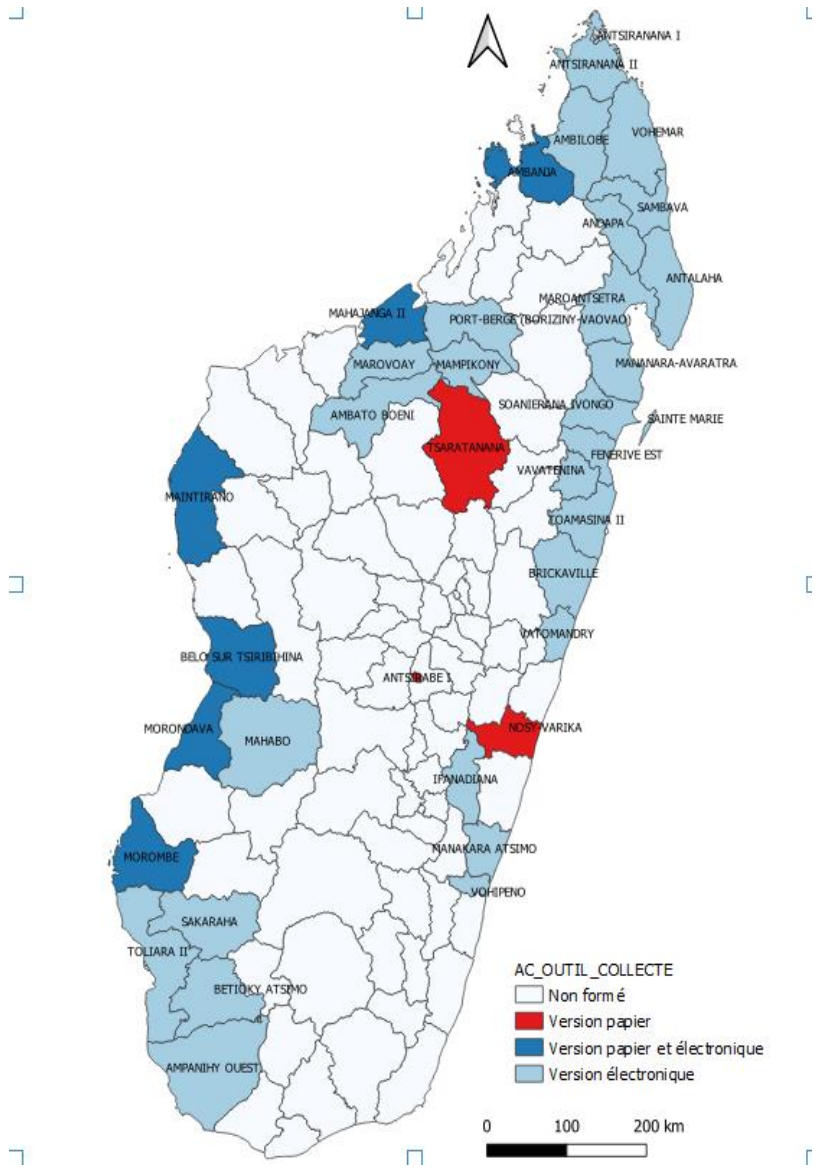 ANTSIRANANA I
ANTSIRANANA II
AMBILOBE
VOHEMAR
AMBANJA
SAMBAVA
ANDAPA
ANTALAHA
MAROANTSETRA
MAHAJANGA II
PORT-BERGE (BORIZINY-VAOVAO)
MAROVOAY
MAMPIKONY
MANANARA-AVARATRA
AMBATO BOENI
SOANIERANA IVONGO
SAINTE MARIE
TSARATANANA
FENERIVE EST
VAVATENINA
MAINTIRANO
TOAMASINA II
BRICKAVILLE
VATOMANDRY
BELO SUR TSIRIBIHINA
ANTSIRABE I
MORONDAVA
MAHABO
NOSY-VARIKA
IFANADIANA
MANAKARA ATSIMO
MOROMBE
VOHIPENO
SAKARAHA
TOLIARA II
BETIOKY ATSIMO
AMPANIHY OUEST
AC_OUTIL_COLLECTE
Non formé
Version papier
Version papier et électronique
Version électronique
0 100 200 km